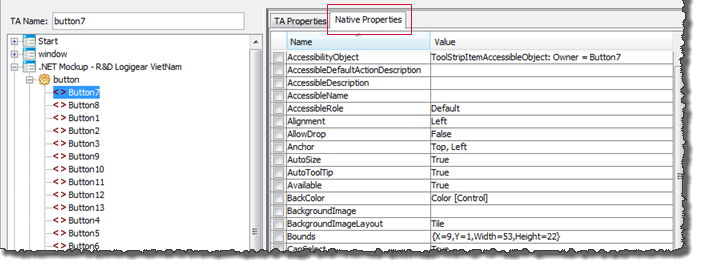 TA Name: button7
Start
window
.NET Mockup - R&D Logigear VietNam
button
< > Button7
< > Button8
< > Button1
< > Button2
< > Button3
< > Button9
< > Button10
< > Button11
< > Button12
< > Button13
< > Button4
< > Button5
< > Button6
TA Properties Native Properties
Name Value
AccessibilityObject ToolStripItemAccessibleObject: Owner = Button7
AccessibleDefaultActionDescription
AccessibleDescription
AccessibleName
AccessibleRole Default
Alignment Left
AllowDrop False
Anchor Top, Left
AutoSize True
AutoToolTip True
Available True
BackColor Color [Control]
BackgroundImage
BackgroundImageLayout Tile
Bounds {X=9,Y=1,Width=53,Height=22}
CanSelect True